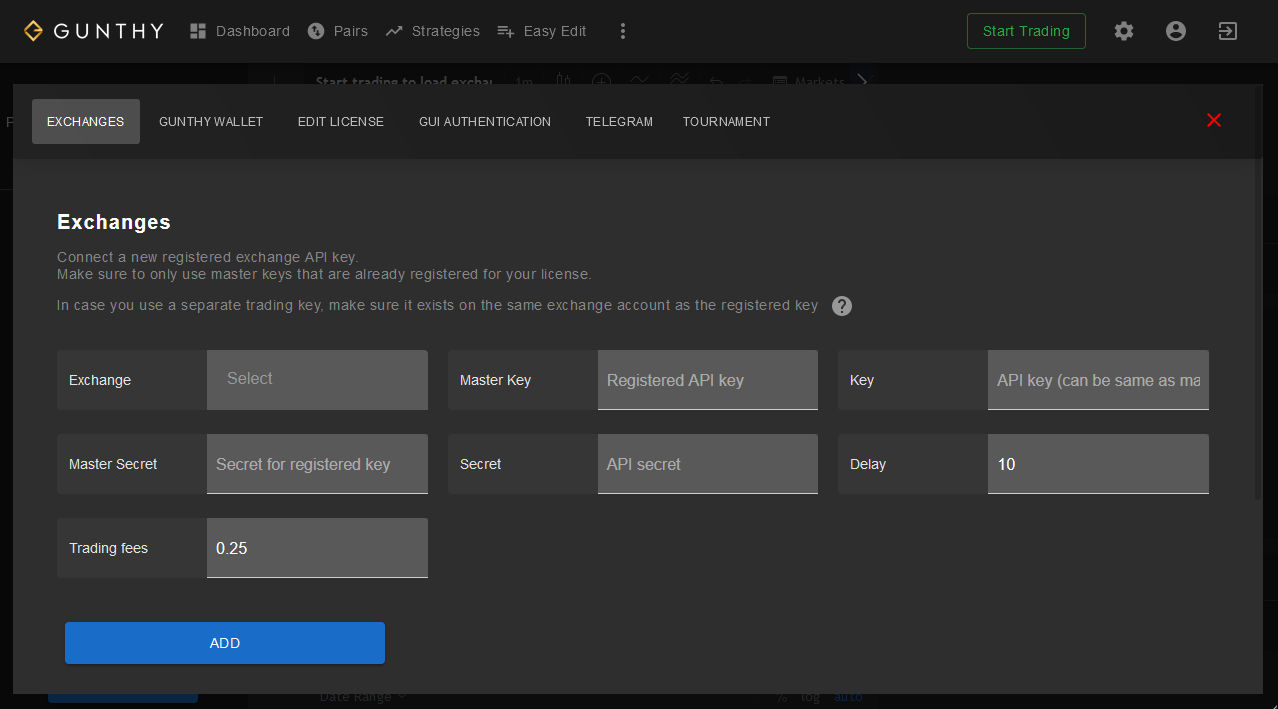 GUNTHY
Dashboard
Pairs
Strategies
Easy Edit
Start Trading
Start trading to load
1m
Markets
EXCHANGES
GUNTHY WALLET
EDIT LICENSE
GUI AUTHENTICATION
TELEGRAM
TOURNAMENT
Exchanges
Connect a new registered exchange API key.
Make sure to only use master keys that are already registered for your license.
In case you use a separate trading key, make sure it exists on the same exchange account as the registered key
Exchange
Select
Master Key
Registered API key
Key
API key (can be same as ma
Master Secret
Secret for registered key
Secret
API secret
Delay
10
Trading fees
0.25
ADD
Date Range
% log auto